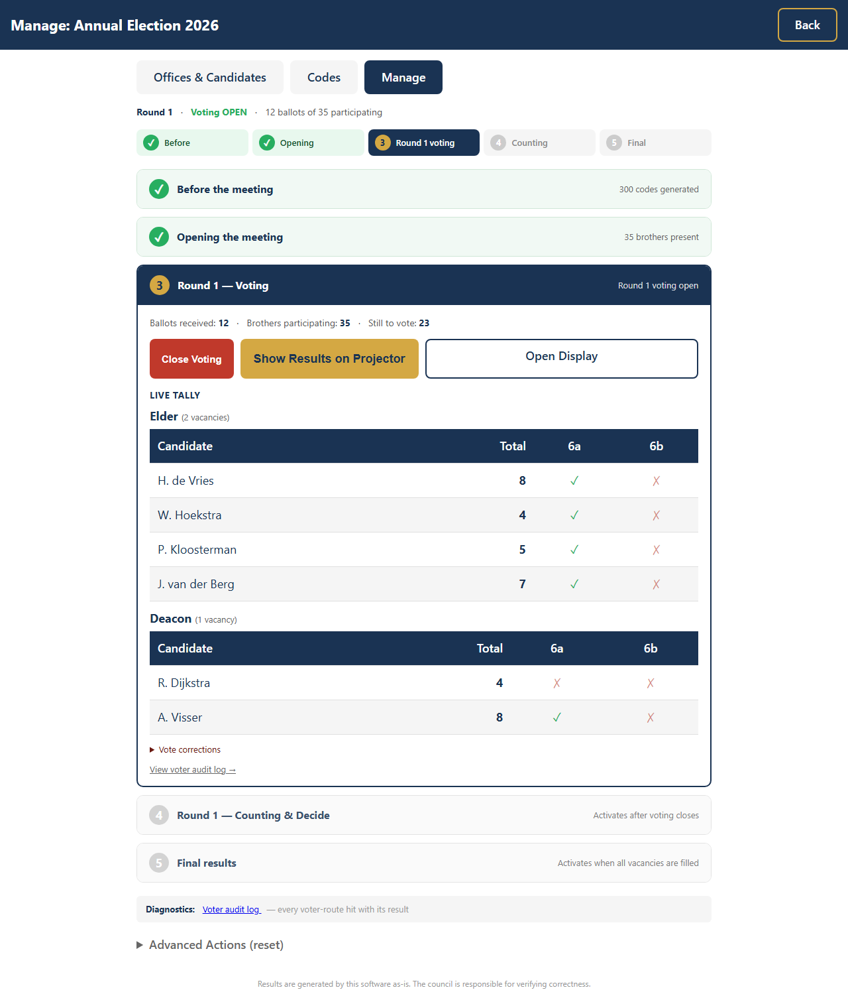 Manage: Annual Election 2026
Back
Offices & Candidates
Codes
Manage
Round 1 · Voting OPEN · 12 ballots of 35 participating
✓ Before
✓ Opening
3 Round 1 voting
4 Counting
5 Final
✓ Before the meeting
300 codes generated
✓ Opening the meeting
35 brothers present
3 Round 1 — Voting
Round 1 voting open
Ballots received: 12 · Brothers participating: 35 · Still to vote: 23
Close Voting
Show Results on Projector
Open Display
LIVE TALLY
Elder (2 vacancies)
Candidate Total 6a 6b
H. de Vries 8 ✓ ✗
W. Hoekstra 4 ✓ ✗
P. Kloosterman 5 ✓ ✗
J. van der Berg 7 ✓ ✗
Deacon (1 vacancy)
Candidate Total 6a 6b
R. Dijkstra 4 ✗ ✗
A. Visser 8 ✓ ✗
▶ Vote corrections
View voter audit log →
4 Round 1 — Counting & Decide
Activates after voting closes
5 Final results
Activates when all vacancies are filled
Diagnostics: Voter audit log — every voter-route hit with its result
▶ Advanced Actions (reset)
Results are generated by this software as-is. The council is responsible for verifying correctness.